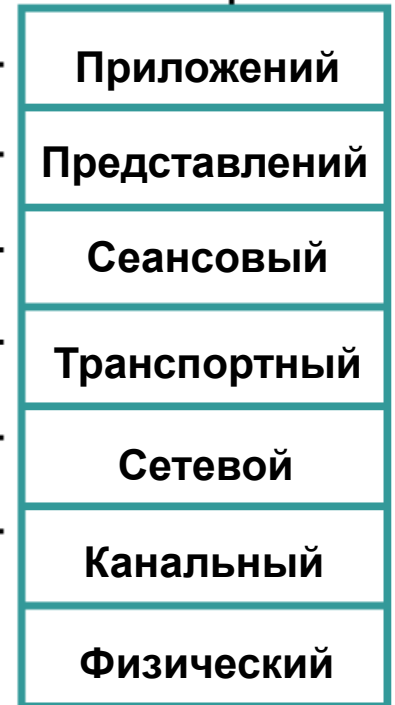 Приложений
Представлений
Сеансовый
Транспортный
Сетевой
Канальный
Физический